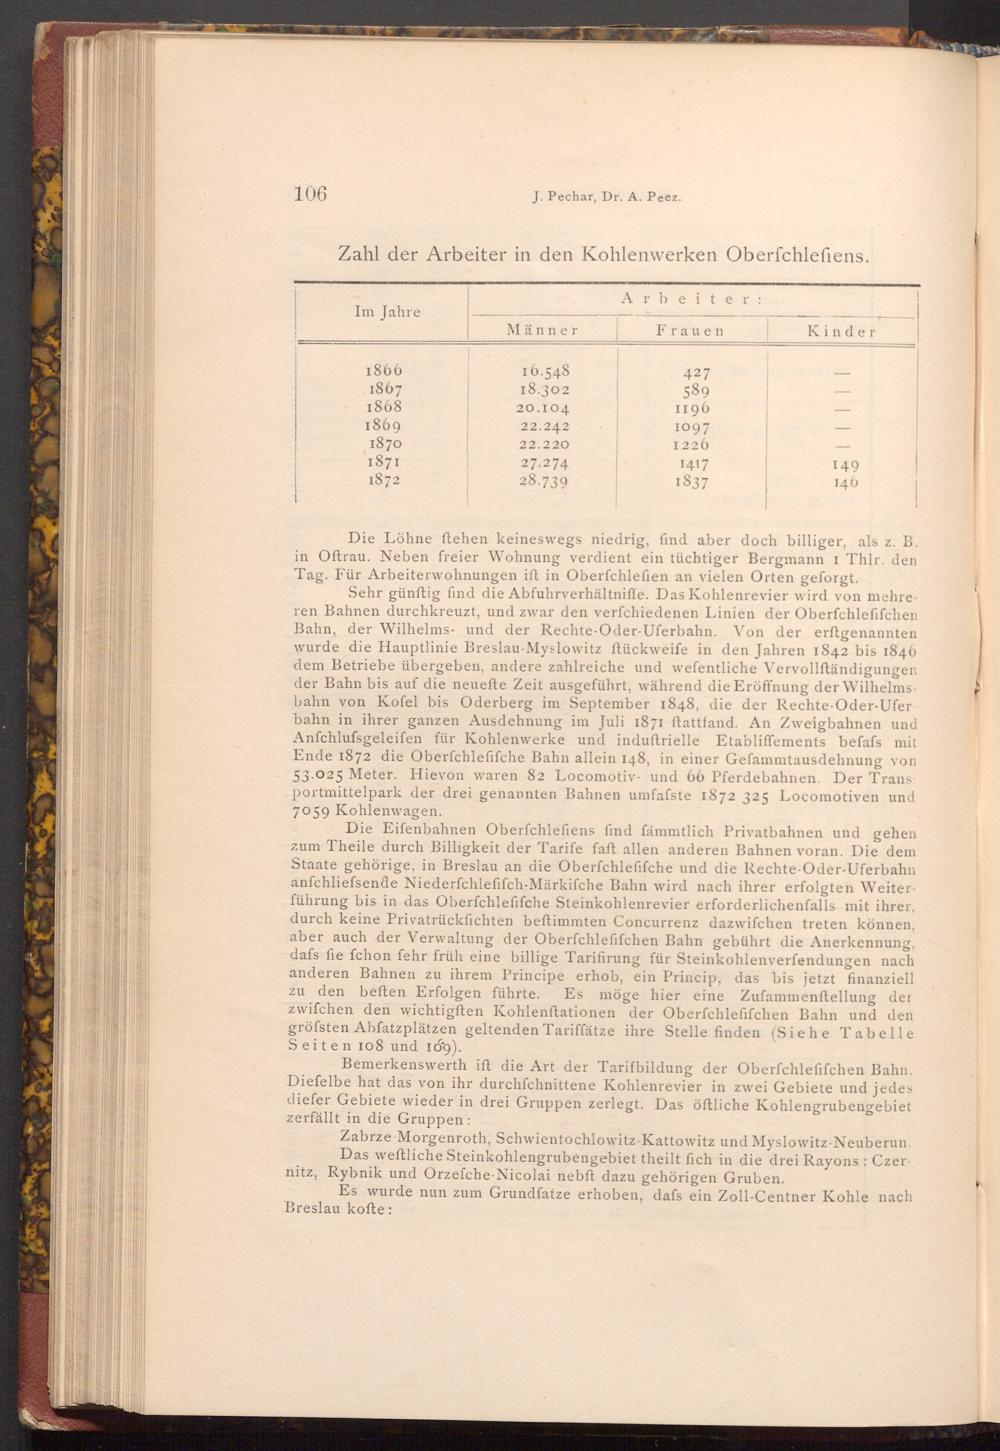 106
J. Pechar, Dr. A. Peez.
Zahl der Arbeiter in den Kohlenwerken Oberſchleſiens.
Im Jahre
Arbeiter:
Männer Frauen Kinder
1866 16.548 427 —
1867 18.302 589 —
1868 20.104 1196 —
1869 22.242 1097 —
1870 22.220 1226 —
1871 27.274 1417 149
1872 28.739 1837 146
Die Löhne ſtehen keineswegs niedrig, ſind aber doch billiger, als z. B.
in Oſtrau. Neben freier Wohnung verdient ein tüchtiger Bergmann 1 Thlr. den
Tag. Für Arbeiterwohnungen iſt in Oberſchleſien an vielen Orten geſorgt.
Sehr günſtig ſind die Abfuhrverhältniſſe. Das Kohlenrevier wird von mehre-
ren Bahnen durchkreuzt, und zwar den verſchiedenen Linien der Oberſchleſiſchen
Bahn, der Wilhelms- und der Rechte-Oder-Uferbahn. Von der erſtgenannten
wurde die Hauptlinie Breslau-Myslowitz ſtückweiſe in den Jahren 1842 bis 1846
dem Betriebe übergeben, andere zahlreiche und weſentliche Vervollſtändigungen
der Bahn bis auf die neueſte Zeit ausgeführt, während die Eröffnung der Wilhelms-
bahn von Koſel bis Oderberg im September 1848, die der Rechte-Oder-Ufer
bahn in ihrer ganzen Ausdehnung im Juli 1871 ſtattfand. An Zweigbahnen und
Anſchluſsgeleiſen für Kohlenwerke und induſtrielle Etabliſſements beſaſs mit
Ende 1872 die Oberſchleſiſche Bahn allein 148, in einer Geſammtausdehnung von
53.025 Meter. Hievon waren 82 Locomotiv- und 66 Pferdebahnen. Der Trans-
portmittelpark der drei genannten Bahnen umfaſste 1872 325 Locomotiven und
7059 Kohlenwagen.
Die Eiſenbahnen Oberſchleſiens ſind ſämmtlich Privatbahnen und gehen
zum Theile durch Billigkeit der Tarife faſt allen anderen Bahnen voran. Die dem
Staate gehörige, in Breslau an die Oberſchleſiſche und die Rechte-Oder-Uferbahn
anſchlieſsende Niederſchleſiſch-Märkiſche Bahn wird nach ihrer erfolgten Weiter-
führung bis in das Oberſchleſiſche Steinkohlenrevier erforderlichenfalls mit ihrer,
durch keine Privatrückſichten beſtimmten Concurrenz dazwiſchen treten können,
aber auch der Verwaltung der Oberſchleſiſchen Bahn gebührt die Anerkennung,
daſs ſie ſchon ſehr früh eine billige Tarifirung für Steinkohlenverſendungen nach
anderen Bahnen zu ihrem Principe erhob, ein Princip, das bis jetzt finanziell
zu den beſten Erfolgen führte. Es möge hier eine Zuſammenſtellung der
zwiſchen den wichtigſten Kohlenſtationen der Oberſchleſiſchen Bahn und den
gröſsten Abſatzplätzen geltenden Tarifſätze ihre Stelle finden (Siehe Tabelle
Seiten 108 und 109).
Bemerkenswerth iſt die Art der Tarifbildung der Oberſchleſiſchen Bahn.
Dieſelbe hat das von ihr durchſchnittene Kohlenrevier in zwei Gebiete und jedes
dieſer Gebiete wieder in drei Gruppen zerlegt. Das öſtliche Kohlengrubengebiet
zerfällt in die Gruppen:
Zabrze-Morgenroth, Schwientochlowitz-Kattowitz und Myslowitz-Neuberun.
Das weſtliche Steinkohlengrubengebiet theilt ſich in die drei Rayons: Czer-
nitz, Rybnik und Orzeſche-Nicolai nebſt dazu gehörigen Gruben.
Es wurde nun zum Grundſatze erhoben, daſs ein Zoll-Centner Kohle nach
Breslau koſte: